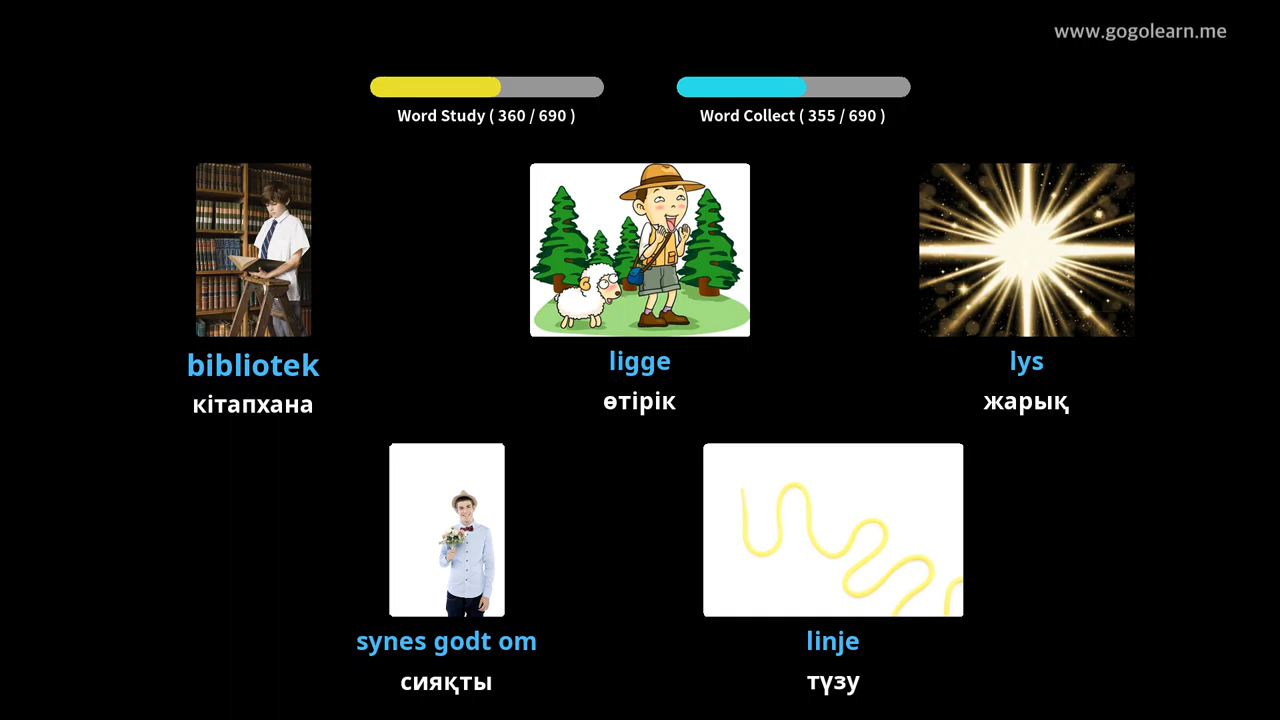 www.gogolearn.me
Word Study ( 360 / 690 )
Word Collect ( 355 / 690 )
bibliotek
кітапхана
ligge
өтірік
lys
жарық
synes godt om
сияқты
linje
түзу